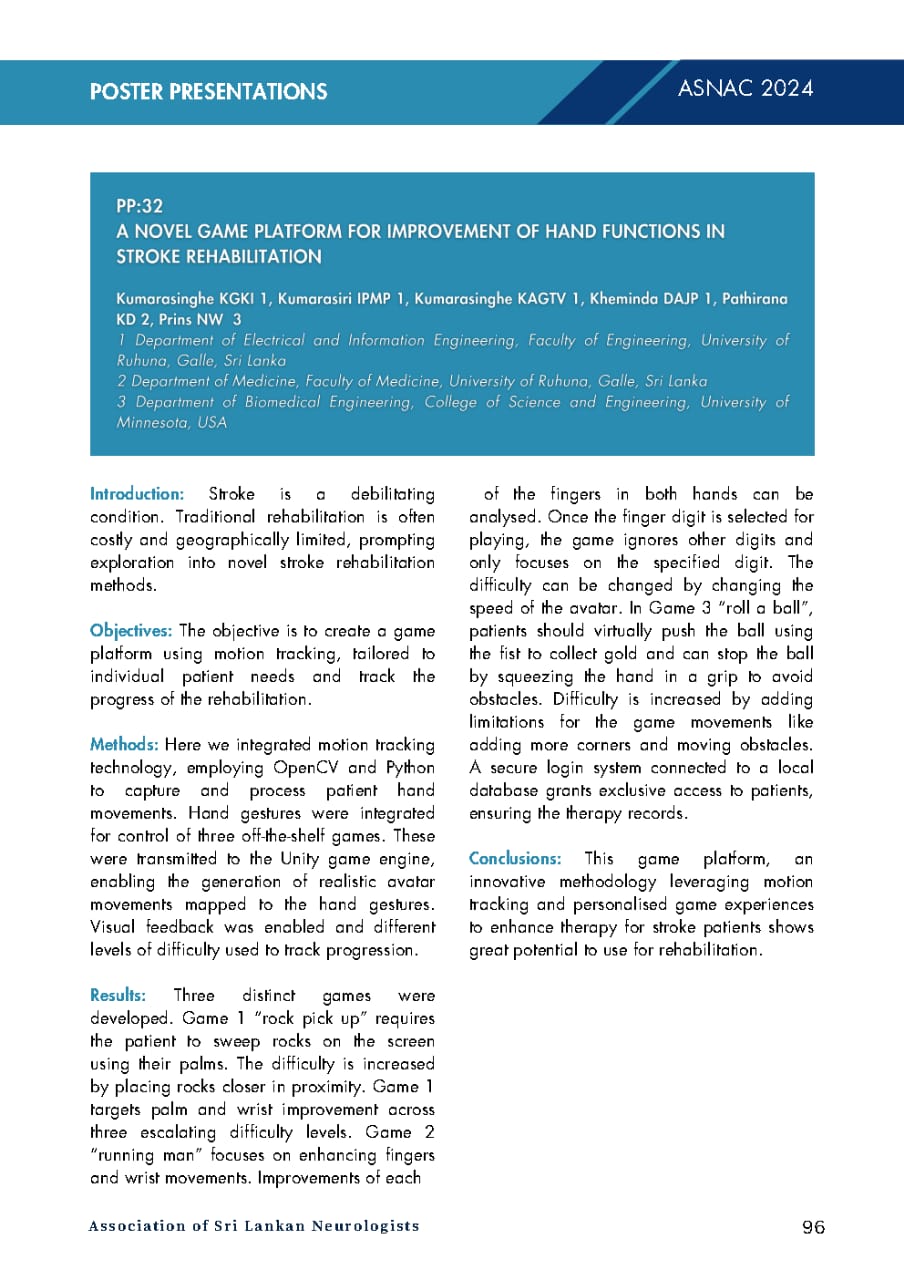 POSTER PRESENTATIONS
ASNAC 2024
PP:32
A NOVEL GAME PLATFORM FOR IMPROVEMENT OF HAND FUNCTIONS IN
STROKE REHABILITATION
Kumarasinghe KGKI 1, Kumarasiri IPMP 1, Kumarasinghe KAGTV 1, Kheminda DAJP 1, Pathirana
KD 2, Prins NW 3
1 Department of Electrical and Information Engineering, Faculty of Engineering, University of
Ruhuna, Galle, Sri Lanka
2 Department of Medicine, Faculty of Medicine, University of Ruhuna, Galle, Sri Lanka
3 Department of Biomedical Engineering, College of Science and Engineering, University of
Minnesota, USA
Introduction: Stroke is a debilitating
condition. Traditional rehabilitation is often
costly and geographically limited, prompting
exploration into novel stroke rehabilitation
methods.
Objectives: The objective is to create a game
platform using motion tracking, tailored to
individual patient needs and track the
progress of the rehabilitation.
Methods: Here we integrated motion tracking
technology, employing OpenCV and Python
to capture and process patient hand
movements. Hand gestures were integrated
for control of three off-the-shelf games. These
were transmitted to the Unity game engine,
enabling the generation of realistic avatar
movements mapped to the hand gestures.
Visual feedback was enabled and different
levels of difficulty used to track progression.
Results: Three distinct games were
developed. Game 1 “rock pick up” requires
the patient to sweep rocks on the screen
using their palms. The difficulty is increased
by placing rocks closer in proximity. Game 1
targets palm and wrist improvement across
three escalating difficulty levels. Game 2
“running man” focuses on enhancing fingers
and wrist movements. Improvements of each
of the fingers in both hands can be
analysed. Once the finger digit is selected for
playing, the game ignores other digits and
only focuses on the specified digit. The
difficulty can be changed by changing the
speed of the avatar. In Game 3 “roll a ball”,
patients should virtually push the ball using
the fist to collect gold and can stop the ball
by squeezing the hand in a grip to avoid
obstacles. Difficulty is increased by adding
limitations for the game movements like
adding more corners and moving obstacles.
A secure login system connected to a local
database grants exclusive access to patients,
ensuring the therapy records.
Conclusions: This game platform, an
innovative methodology leveraging motion
tracking and personalised game experiences
to enhance therapy for stroke patients shows
great potential to use for rehabilitation.
Association of Sri Lankan Neurologists
96